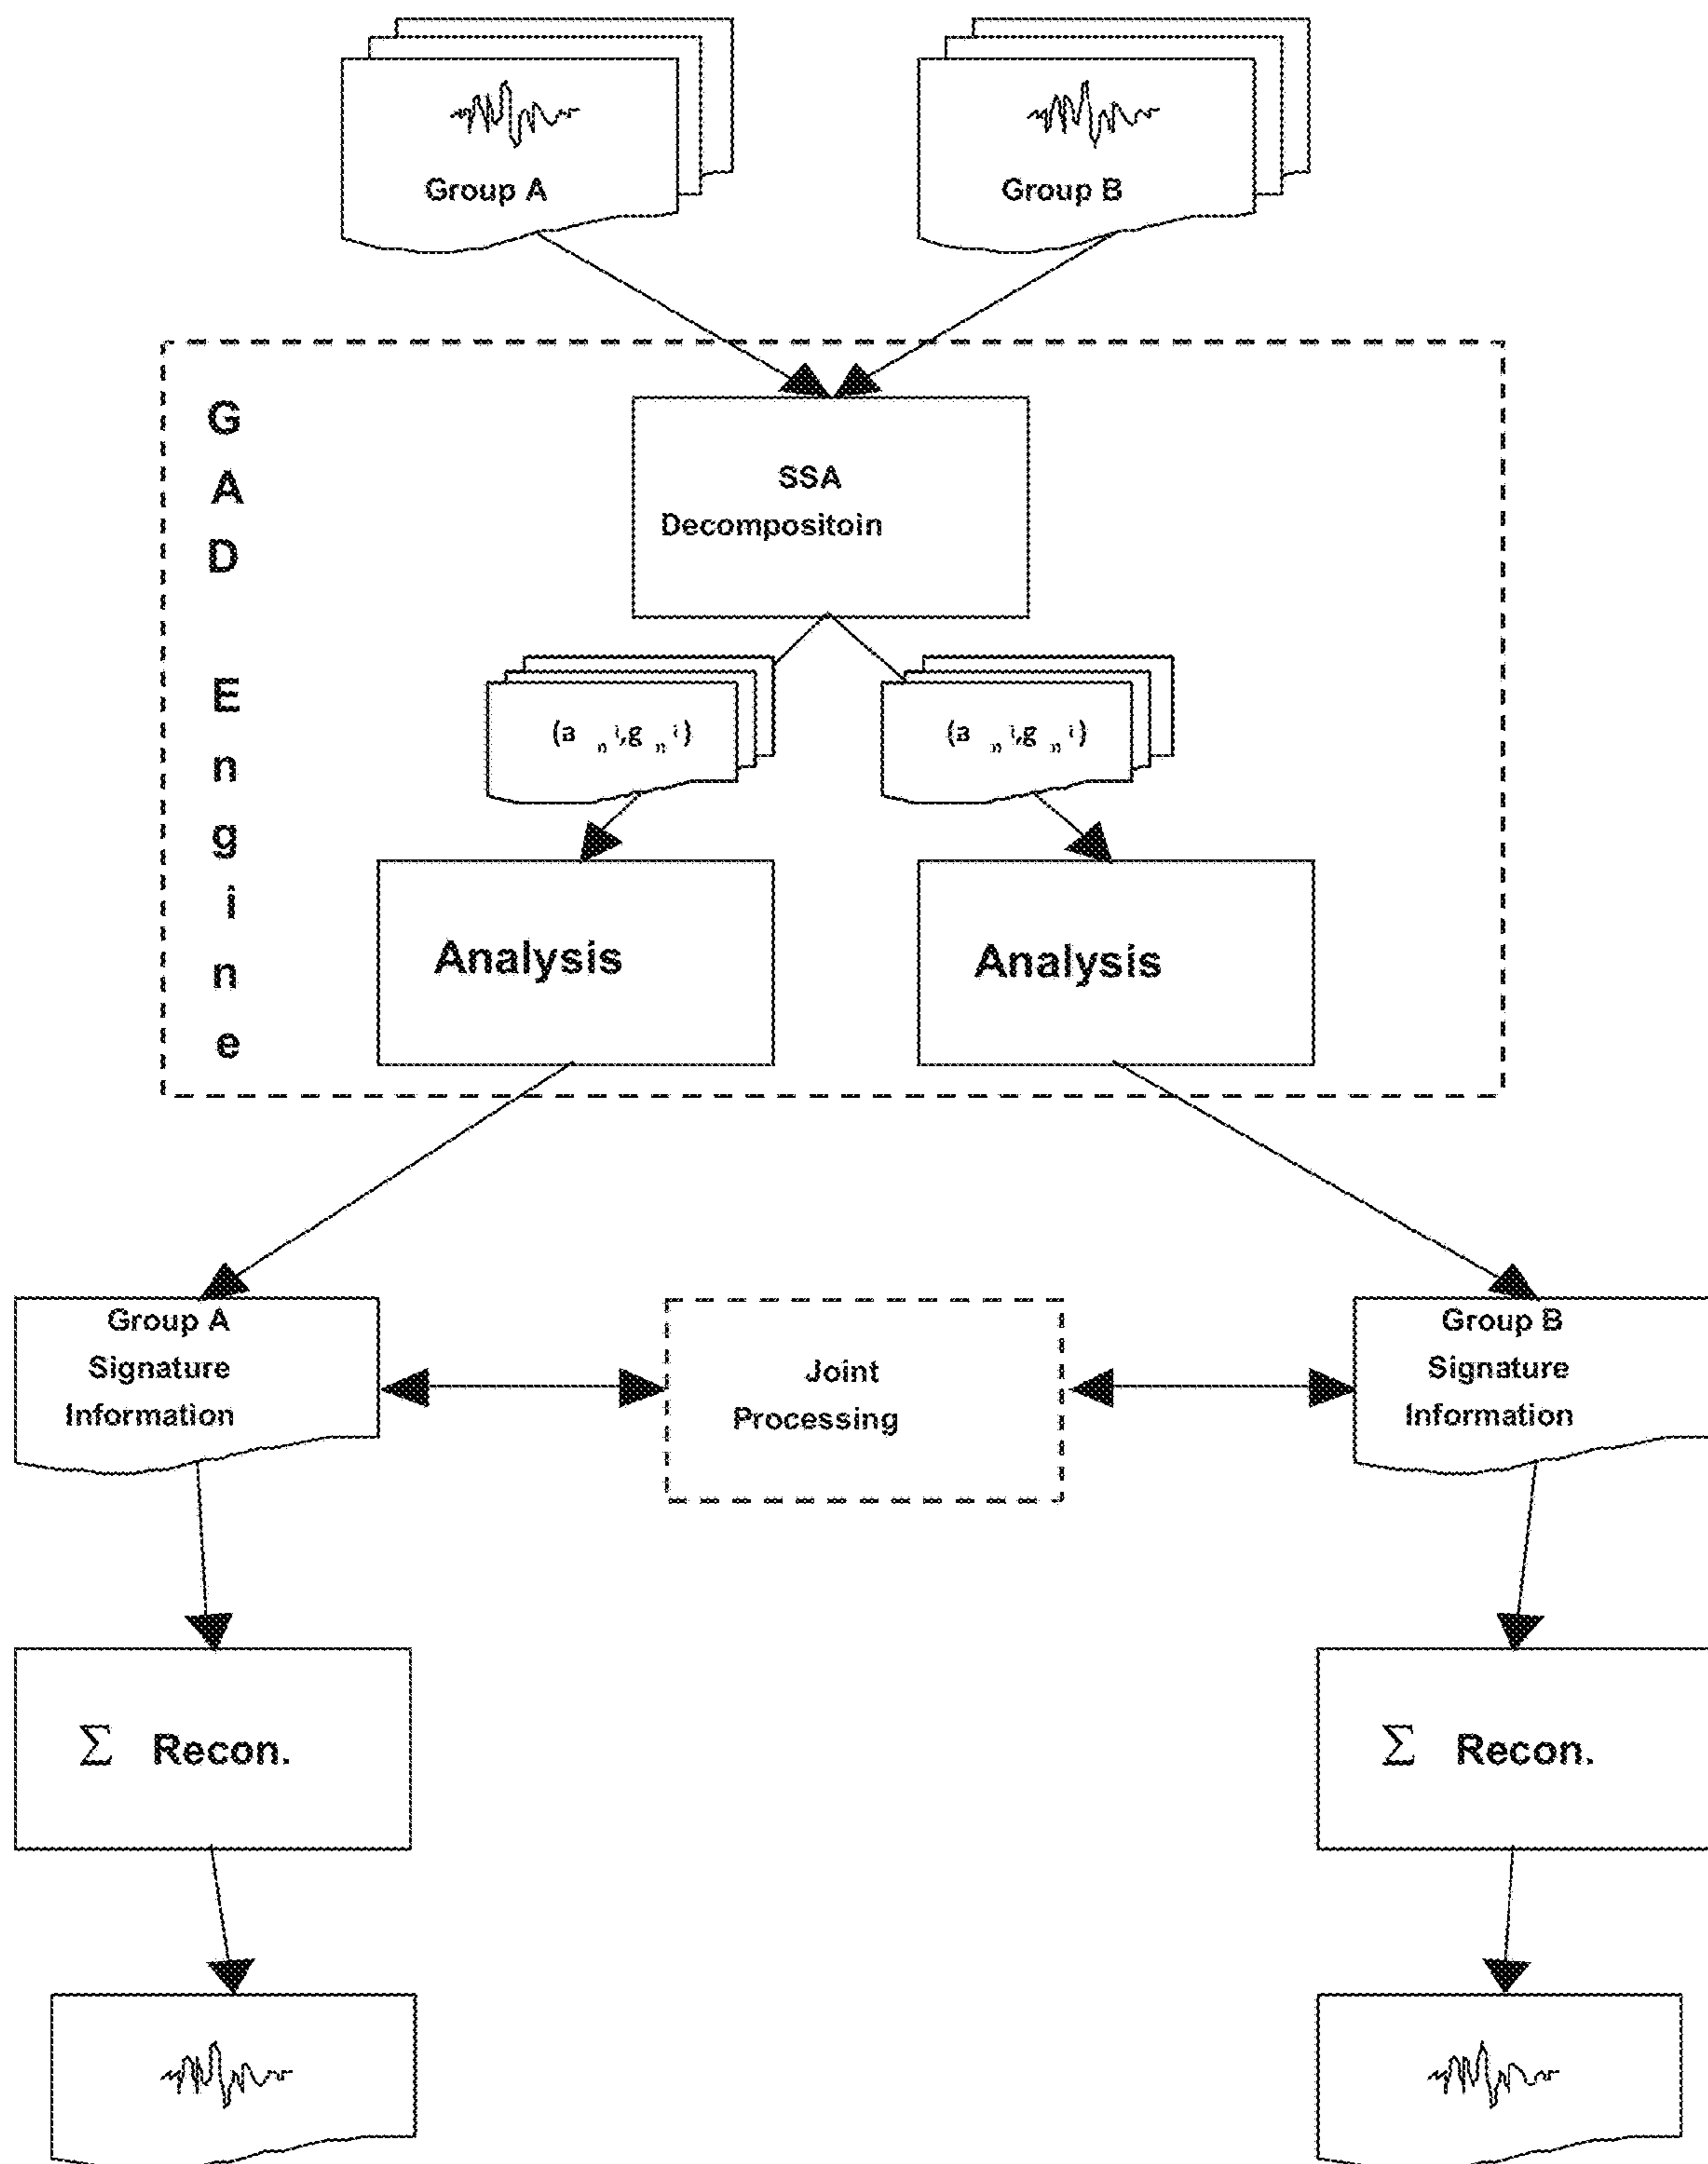 Group A
Group B
GAD Engine
SSA
Decompositoin
(a n i,g n i)
(a n i,g n i)
Analysis
Analysis
Group A
Signature
Information
Joint
Processing
Group B
Signature
Information
Σ Recon.
Σ Recon.